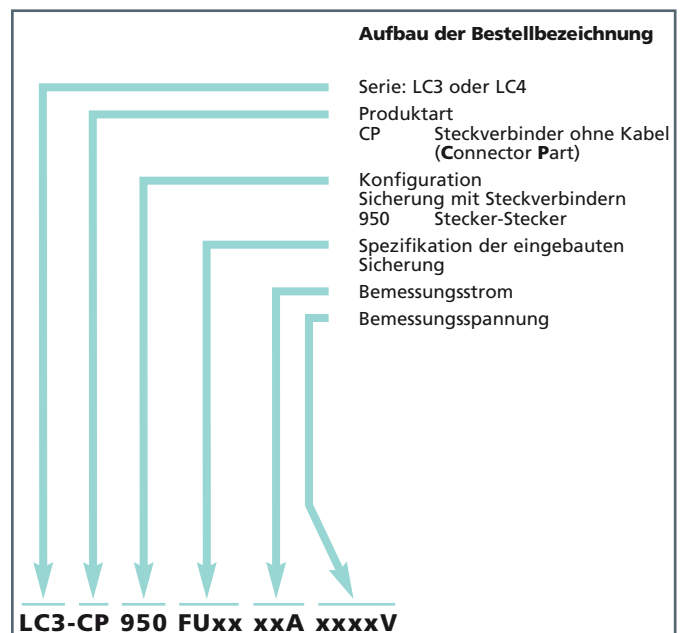 Aufbau der Bestellbezeichnung
Serie: LC3 oder LC4
Produktart
CP Steckverbinder ohne Kabel
(Connector Part)
Konfiguration
Sicherung mit Steckverbindern
950 Stecker-Stecker
Spezifikation der eingebauten
Sicherung
Bemessungsstrom
Bemessungsspannung
LC3-CP 950 FUxx xxA xxxxV